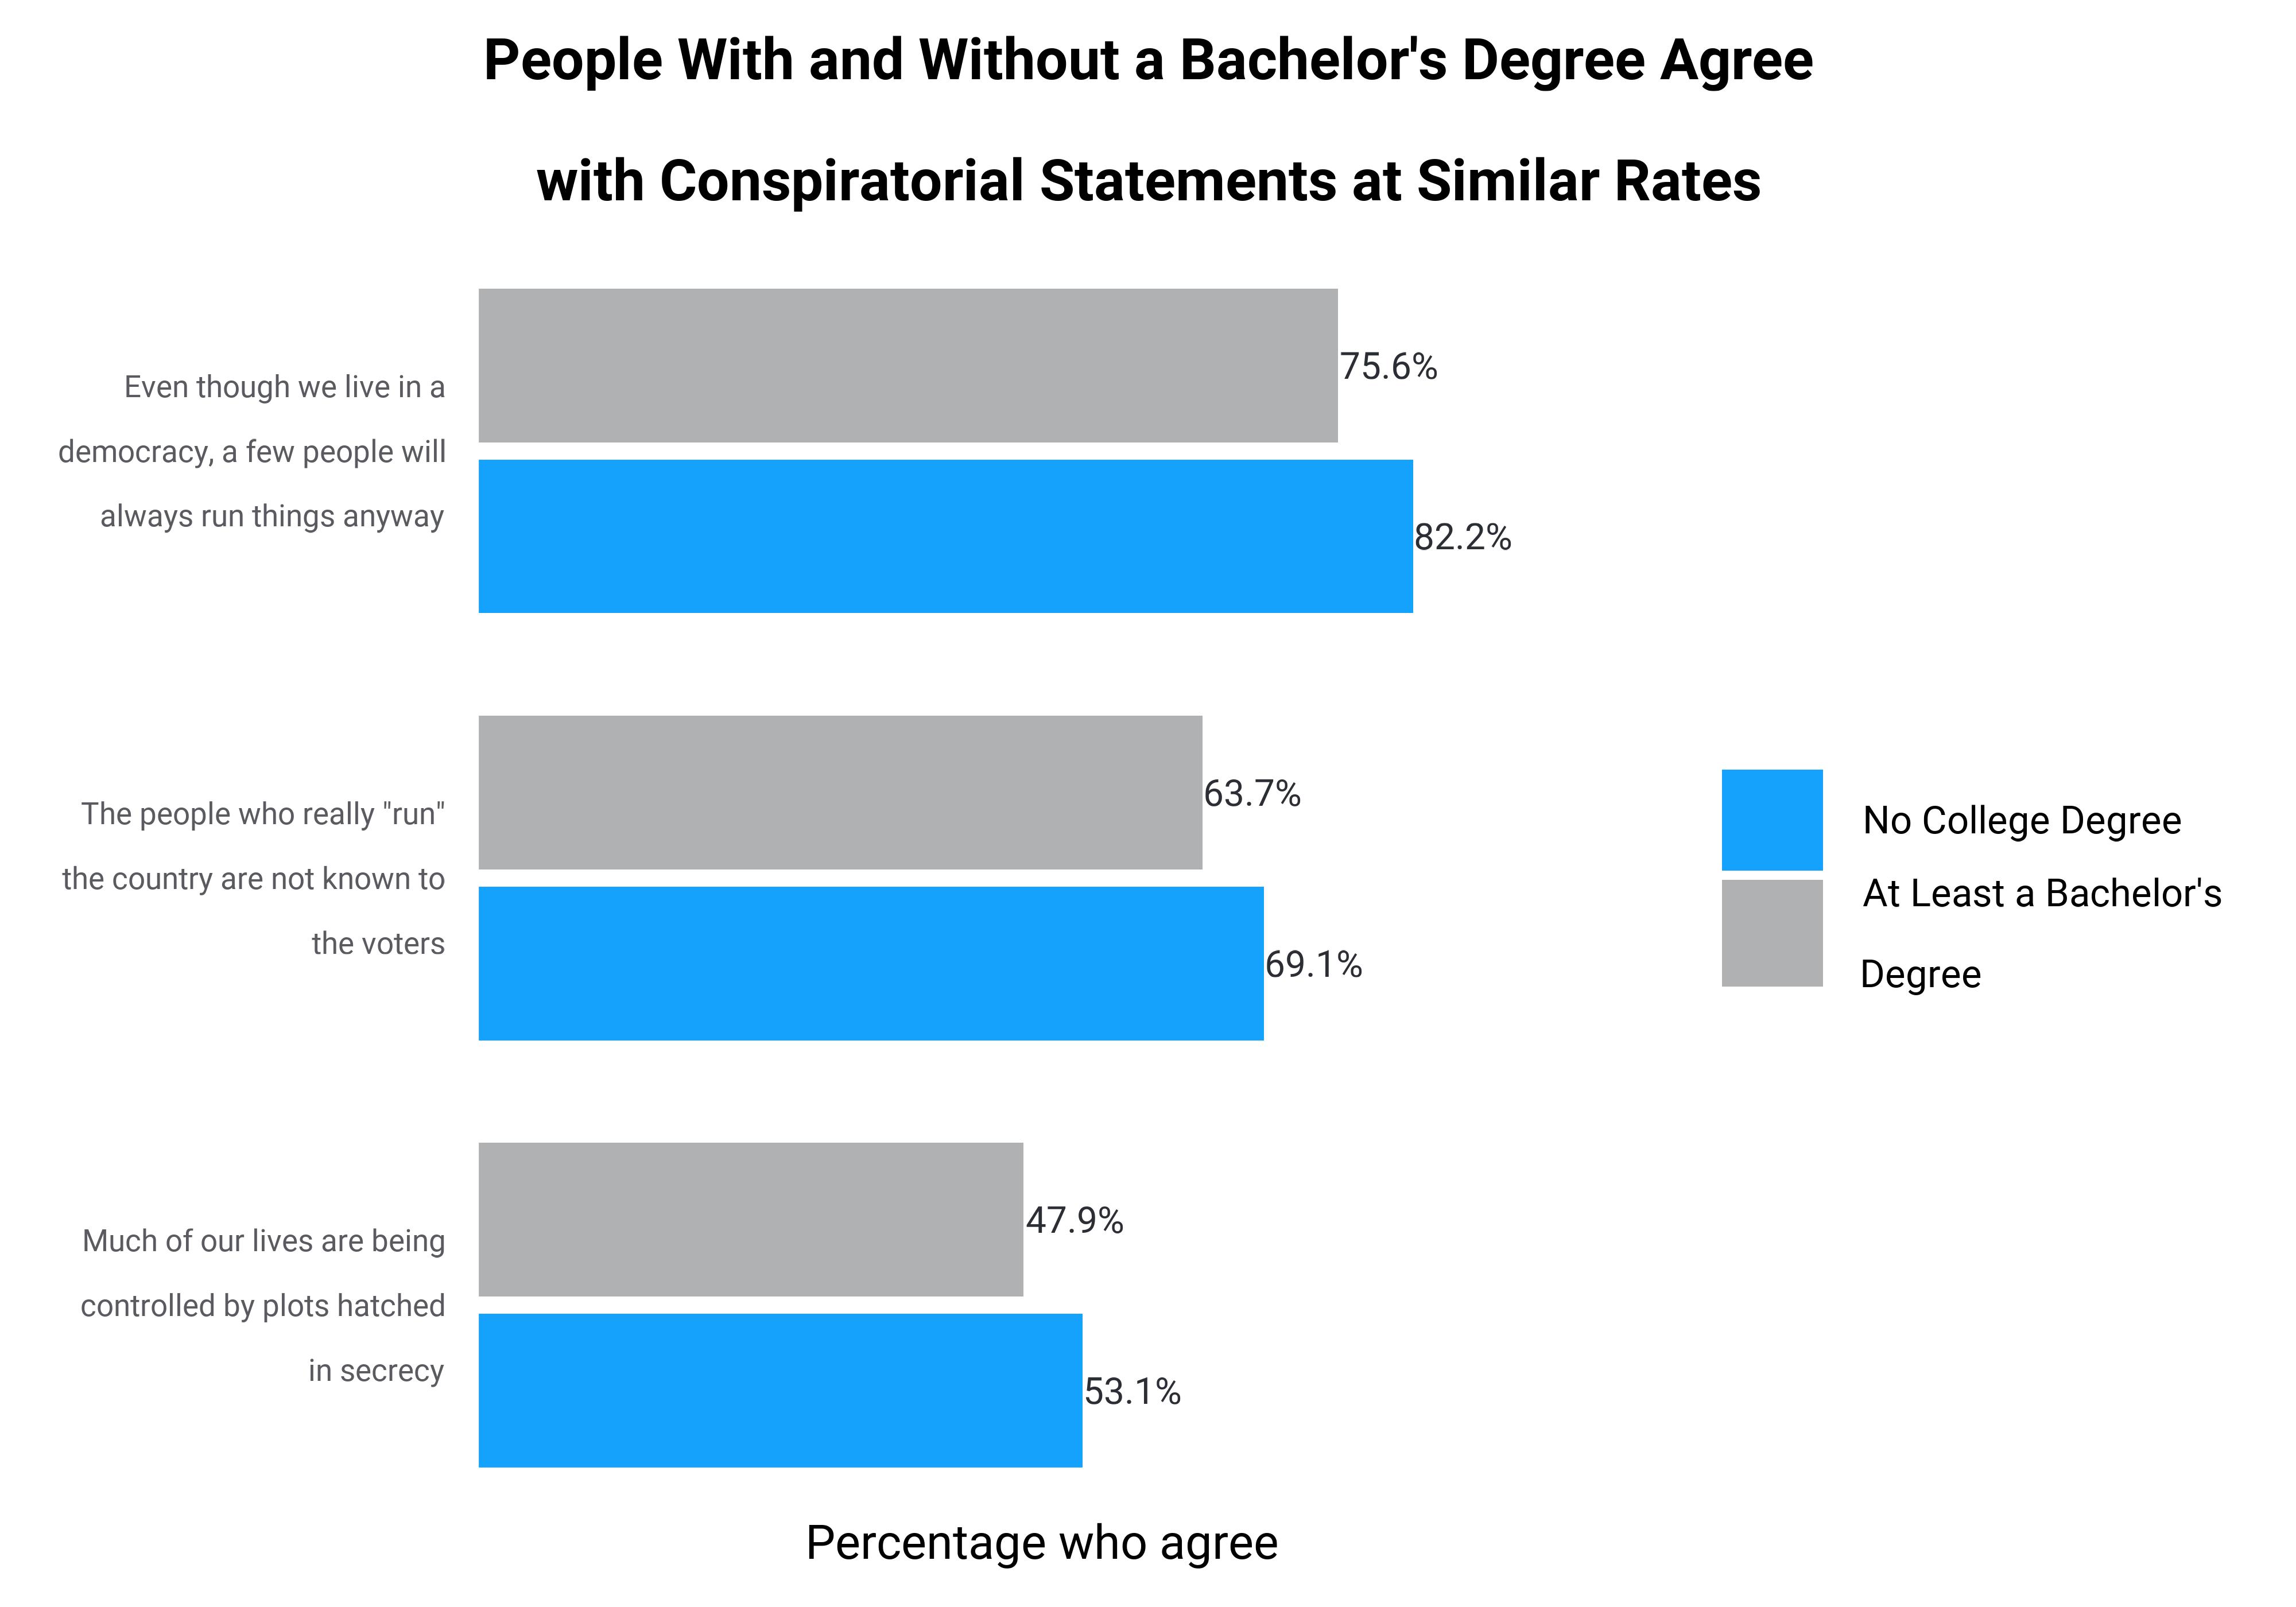 People With and Without a Bachelor's Degree Agree
with Conspiratorial Statements at Similar Rates
Even though we live in a
democracy, a few people will
always run things anyway
75.6%
82.2%
The people who really "run"
the country are not known to
the voters
63.7%
69.1%
No College Degree
At Least a Bachelor's
Degree
Much of our lives are being
controlled by plots hatched
in secrecy
47.9%
53.1%
Percentage who agree